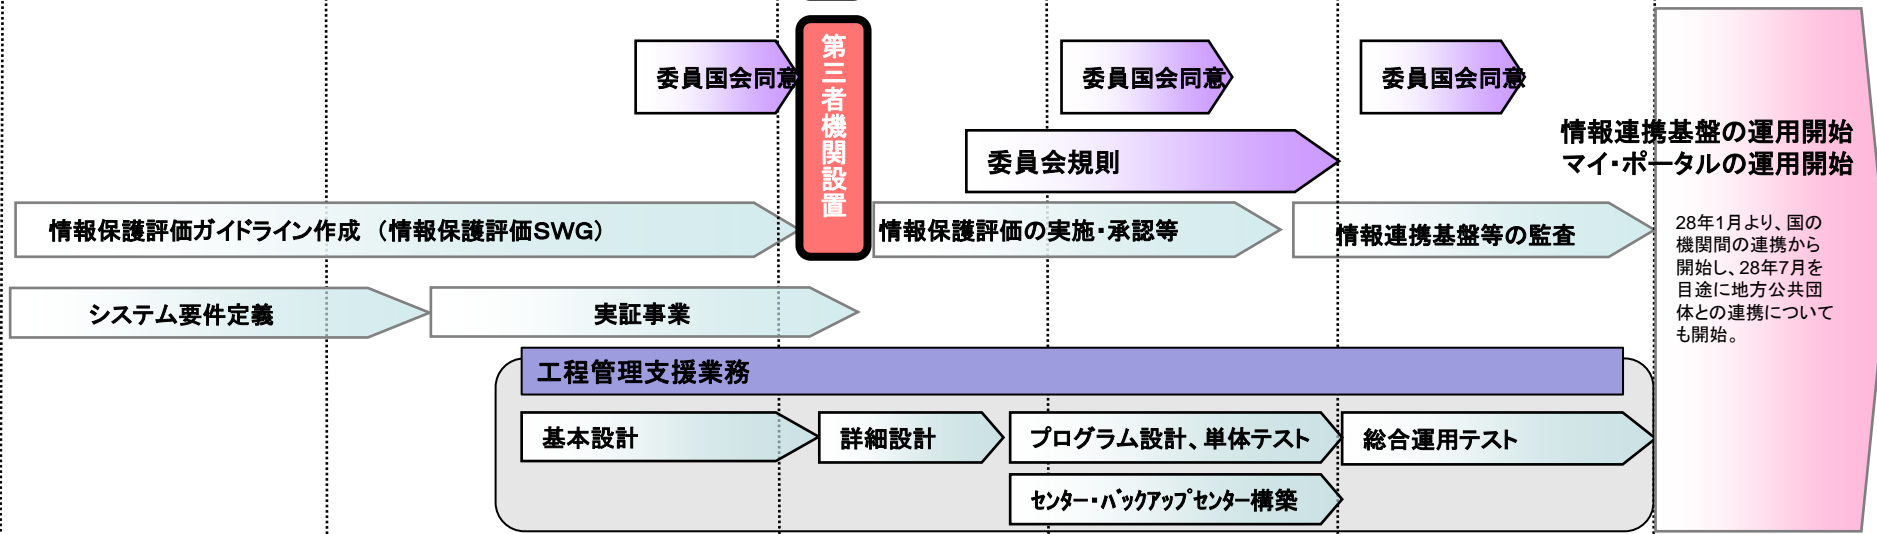 委員国会同意
第三者機関設置
委員国会同意
委員国会同意
委員会規則
情報連携基盤の運用開始
マイ・ポータルの運用開始
情報保護評価ガイドライン作成 （情報保護評価SWG）
情報保護評価の実施・承認等
情報連携基盤等の監査
28年1月より、国の
機関間の連携から
開始し、28年7月を
目途に地方公共団
体との連携について
も開始。
システム要件定義
実証事業
工程管理支援業務
基本設計
詳細設計
プログラム設計、単体テスト
総合運用テスト
ｾﾝﾀｰ・ﾊﾞｯｸｱｯﾌﾟｾﾝﾀｰ構築